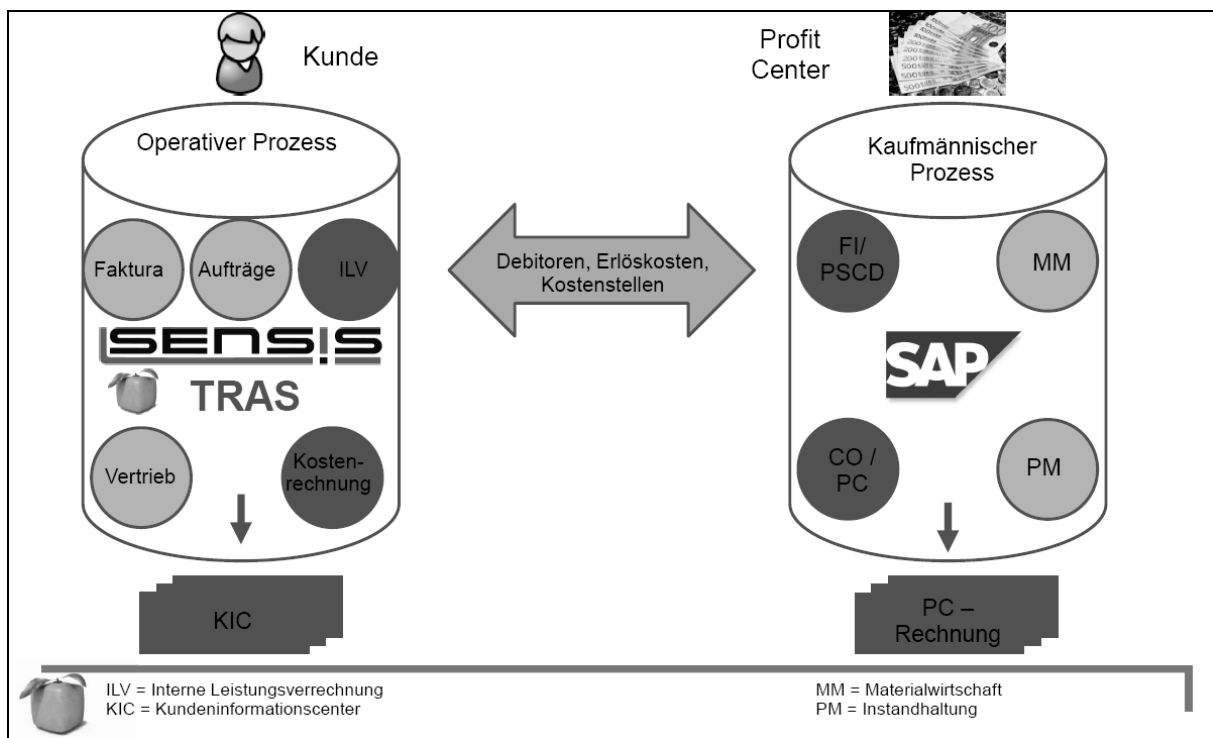 Kunde
Profit
Center
Operativer Prozess
Faktura
Aufträge
ILV
SENS!S
TRAS
Vertrieb
Kosten-
rechnung
KIC
Debitoren, Erlöskosten,
Kostenstellen
Kaufmännischer
Prozess
FI/
PSCD
MM
SAP
CO /
PC
PM
PC –
Rechnung
ILV = Interne Leistungsverrechnung
KIC = Kundeninformationscenter
MM = Materialwirtschaft
PM = Instandhaltung